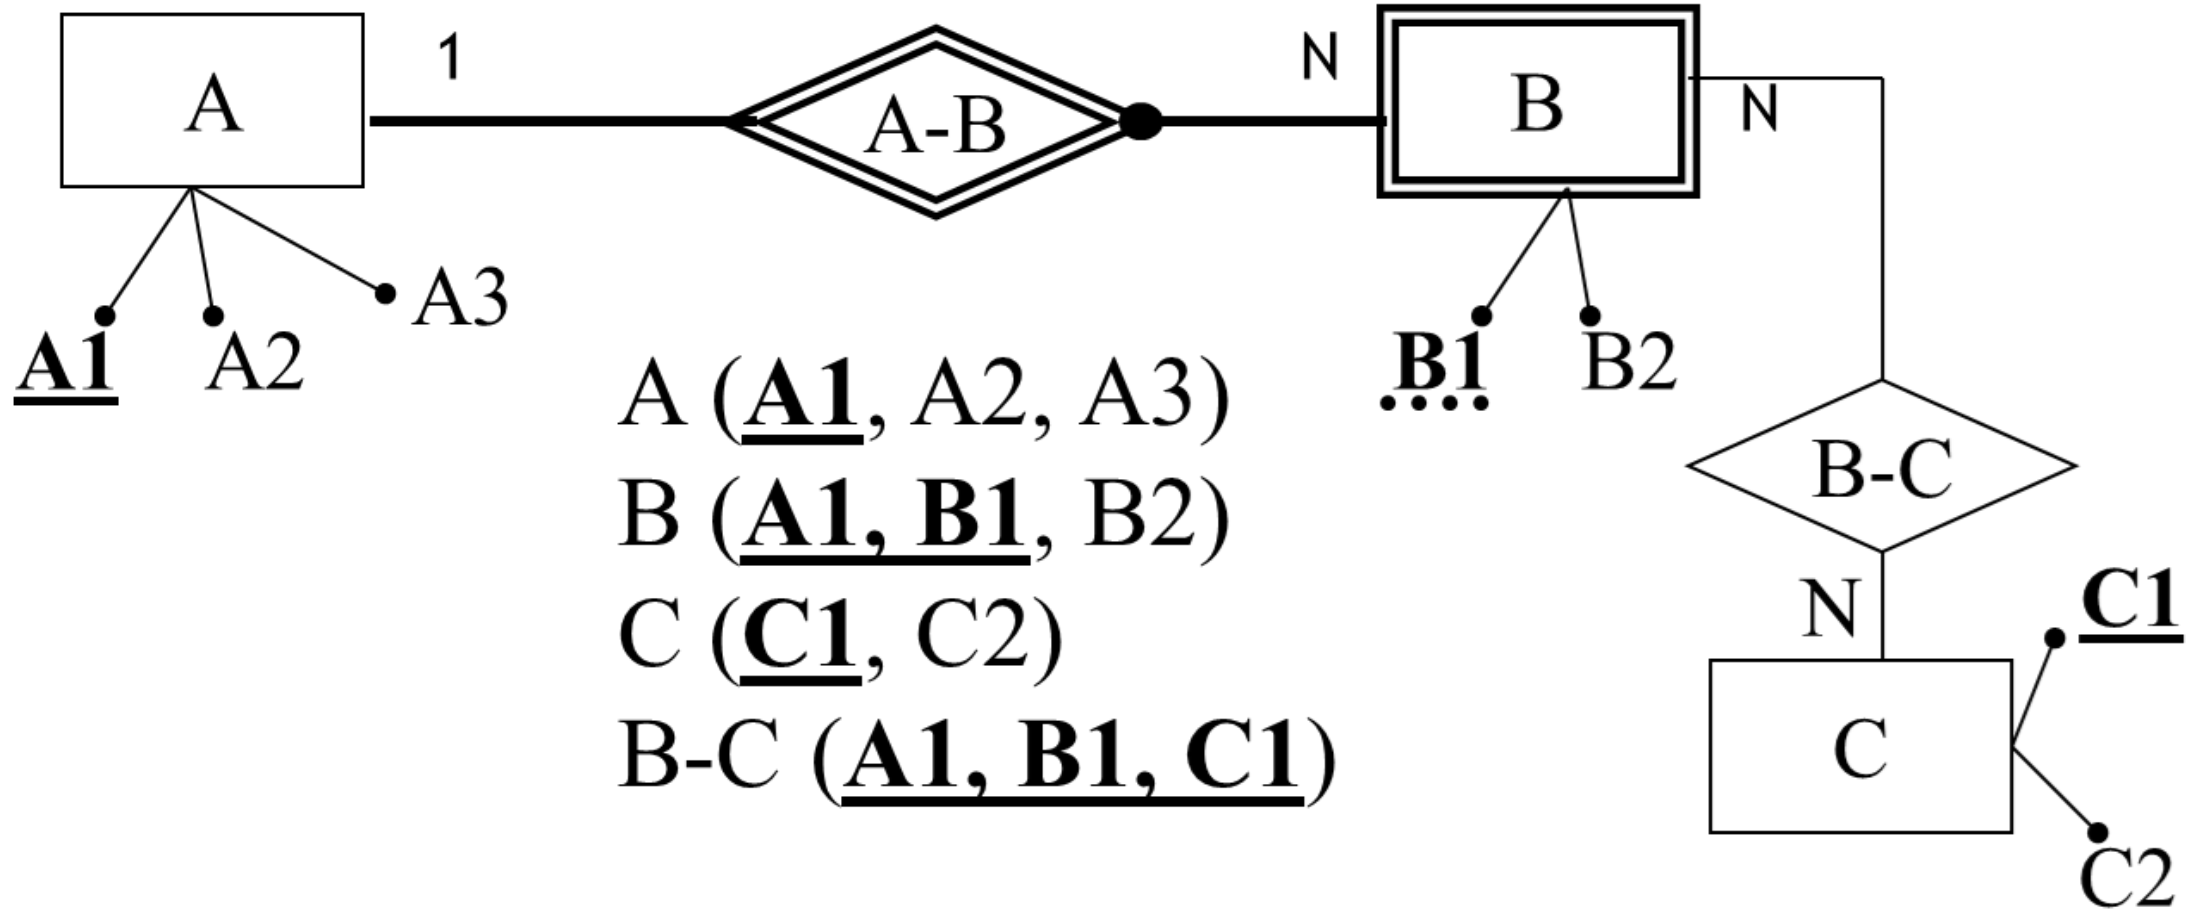 A
1
A-B
N
B
N
A1
A2
A3
B1
B2
A (A1, A2, A3)
B (A1, B1, B2)
C (C1, C2)
B-C (A1, B1, C1)
B-C
N
C1
C
C2